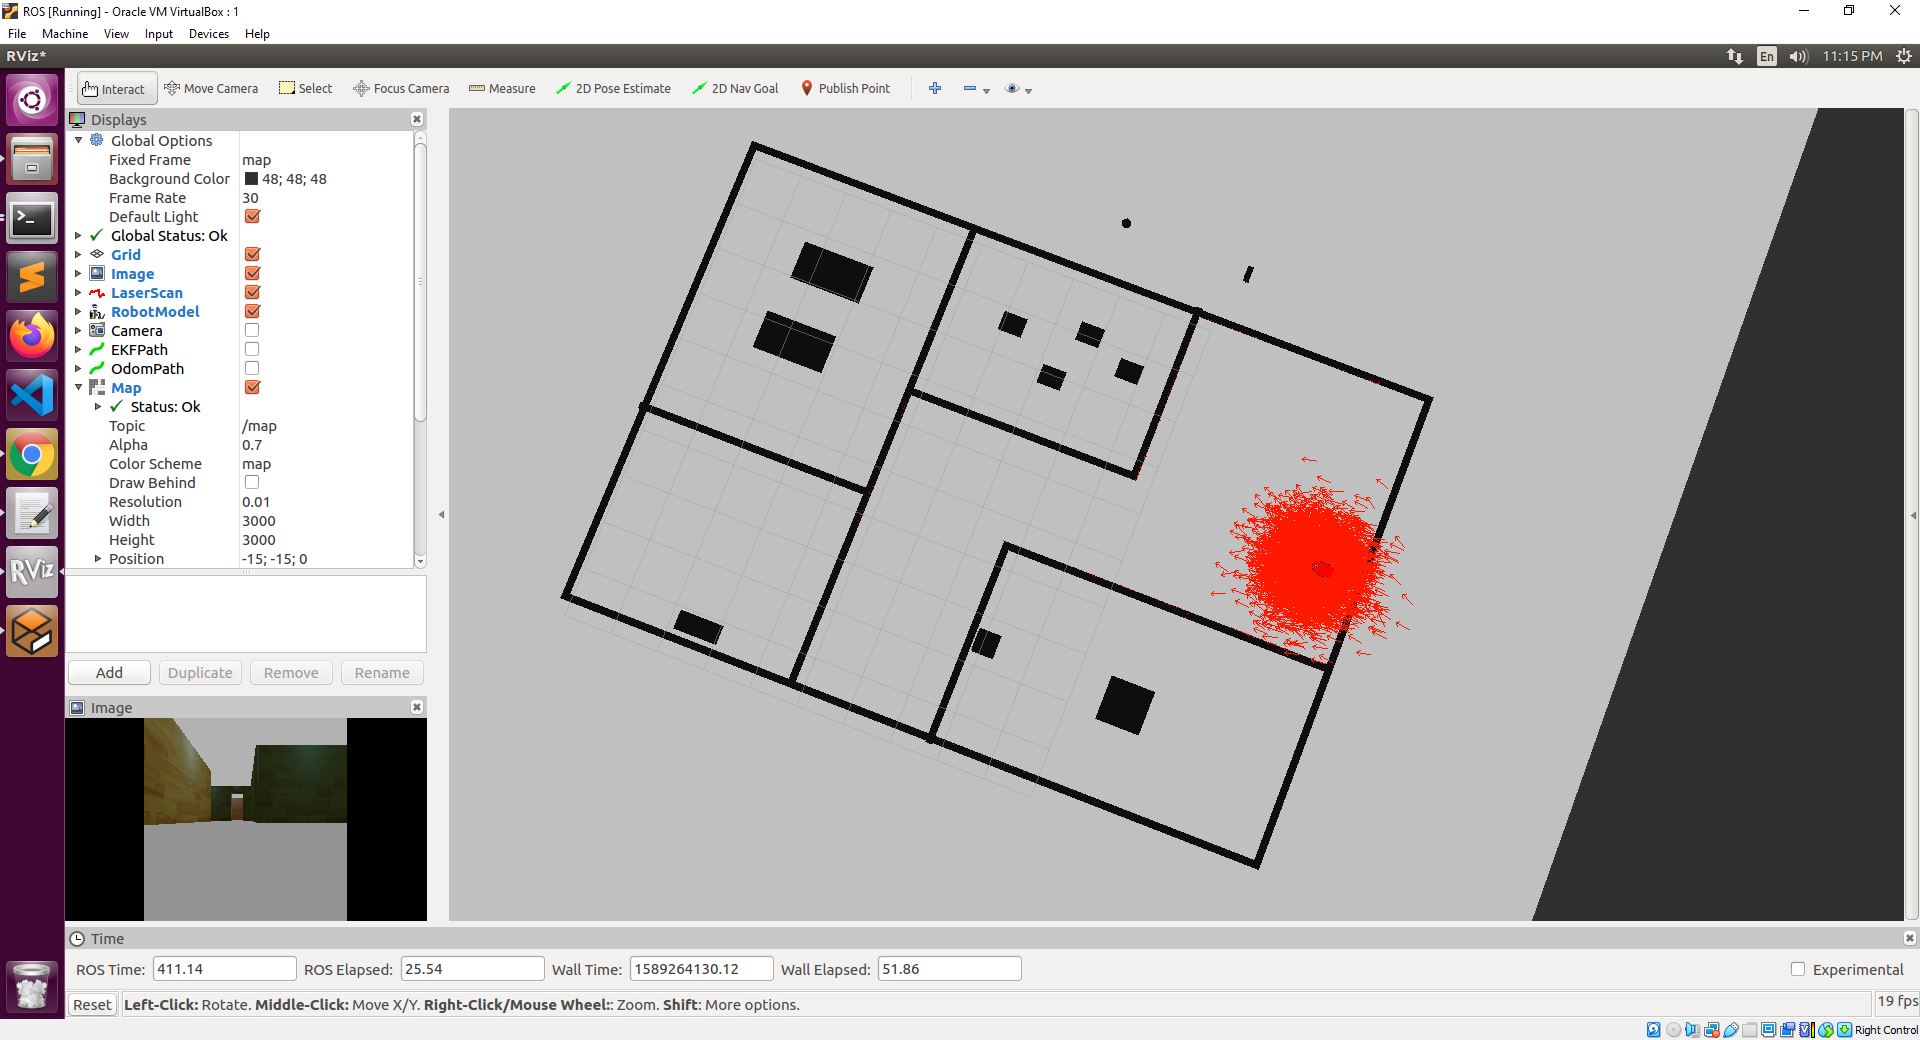 ROS [Running] - Oracle VM VirtualBox : 1
File Machine View Input Devices Help
RViz* En 11:15 PM
Interact Move Camera Select Focus Camera Measure 2D Pose Estimate 2D Nav Goal Publish Point
Displays
Global Options
Fixed Frame map
Background Color 48; 48; 48
Frame Rate 30
Default Light
Global Status: Ok
Grid
Image
LaserScan
RobotModel
Camera
EKFPath
OdomPath
Map
Status: Ok
Topic /map
Alpha 0.7
Color Scheme map
Draw Behind
Resolution 0.01
Width 3000
Height 3000
Position -15; -15; 0
RViz
Add Duplicate Remove Rename
Image
Time
ROS Time: 411.14 ROS Elapsed: 25.54 Wall Time: 1589264130.12 Wall Elapsed: 51.86 Experimental
Reset Left-Click: Rotate. Middle-Click: Move X/Y. Right-Click/Mouse Wheel:: Zoom. Shift: More options. 19 fps
Right Control